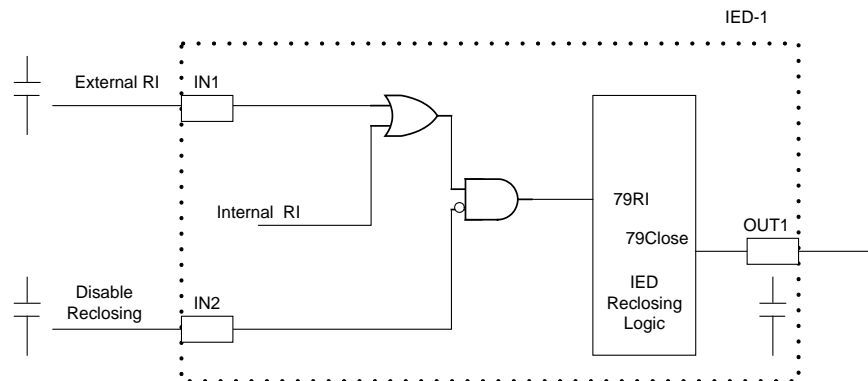 IED-1
External RI
IN1
Internal RI
79RI
OUT1
79Close
Disable
Reclosing
IN2
IED
Reclosing
Logic